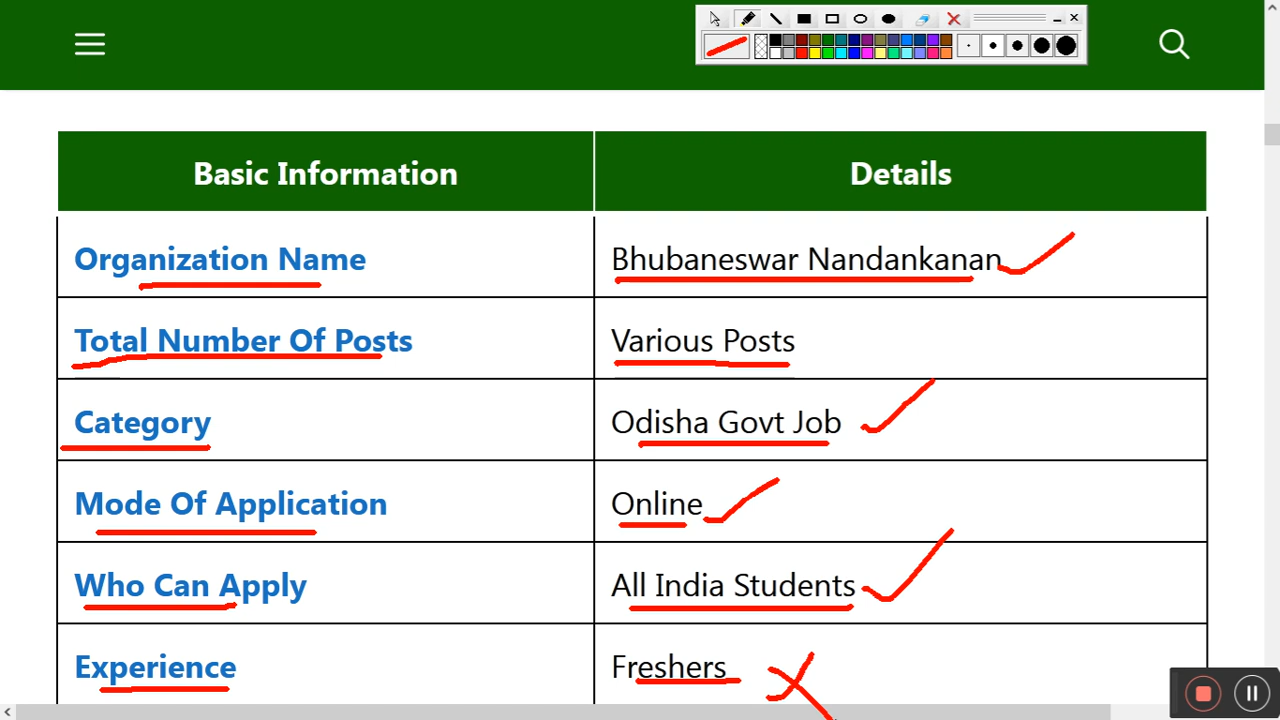 Basic Information Details
Organization Name Bhubaneswar Nandankanan
Total Number Of Posts Various Posts
Category Odisha Govt Job
Mode Of Application Online
Who Can Apply All India Students
Experience Freshers